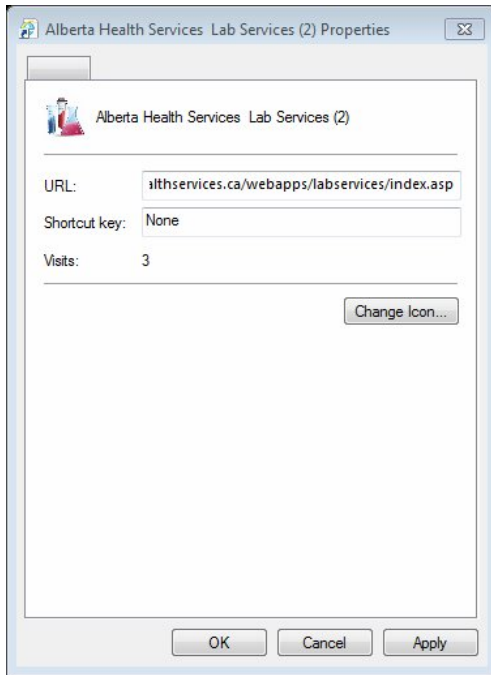 Alberta Health Services Lab Services (2) Properties
Alberta Health Services Lab Services (2)
URL: althservices.ca/webapps/labservices/index.asp
Shortcut key: None
Visits: 3
Change Icon...
OK Cancel Apply